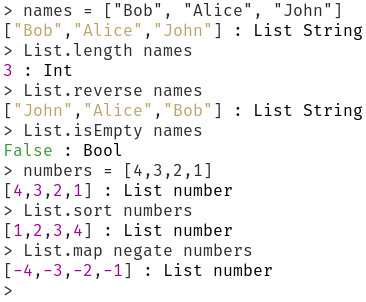 > names = ["Bob", "Alice", "John"]
["Bob","Alice","John"] : List String
> List.length names
3 : Int
> List.reverse names
["John","Alice","Bob"] : List String
> List.isEmpty names
False : Bool
> numbers = [4,3,2,1]
[4,3,2,1] : List number
> List.sort numbers
[1,2,3,4] : List number
> List.map negate numbers
[-4,-3,-2,-1] : List number
>